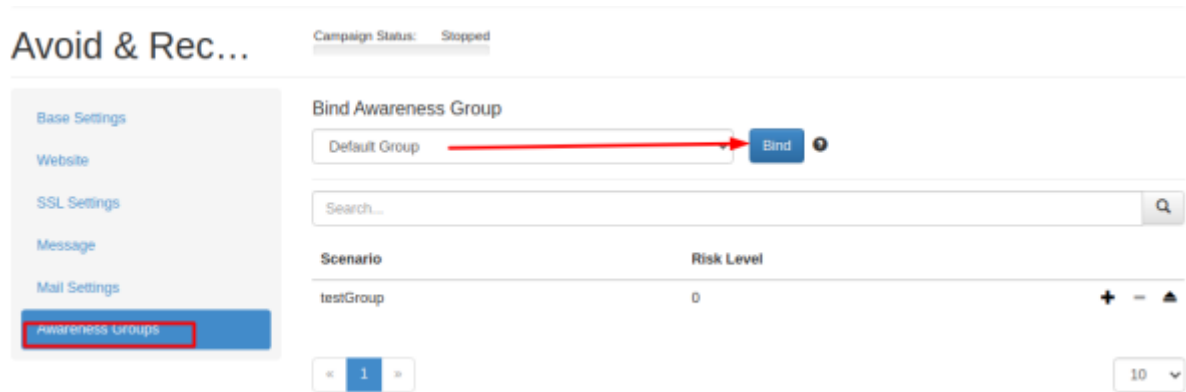 Avoid & Rec...
Campaign Status: Stopped
Base Settings
Website
SSL Settings
Message
Mail Settings
Awareness Groups
Bind Awareness Group
Default Group
Bind
Search...
Scenario Risk Level
testGroup 0
« 1 »
10